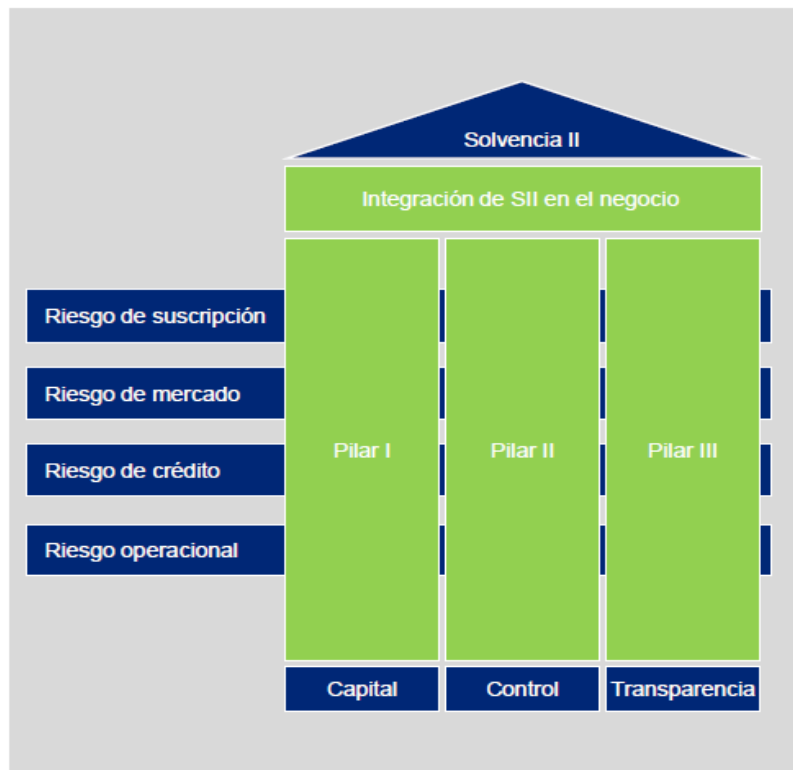 Solvencia II
Integración de SII en el negocio
Riesgo de suscripción
Riesgo de mercado
Riesgo de crédito
Riesgo operacional
Pilar I
Pilar II
Pilar III
Capital
Control
Transparencia